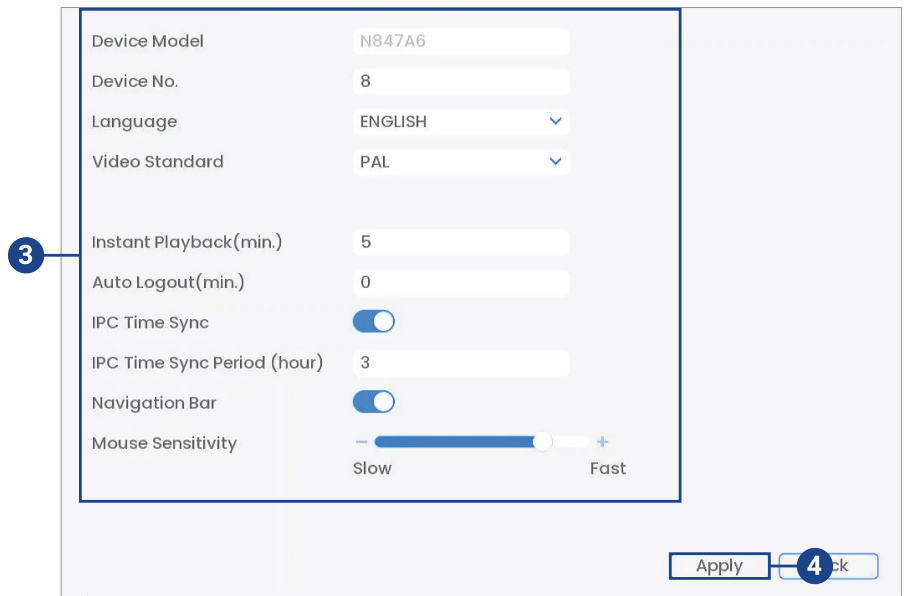 Device Model N847A6
Device No. 8
Language ENGLISH
Video Standard PAL
Instant Playback(min.) 5
3
Auto Logout(min.) 0
IPC Time Sync
IPC Time Sync Period (hour) 3
Navigation Bar
Mouse Sensitivity - +
Slow Fast
Apply 4 ck